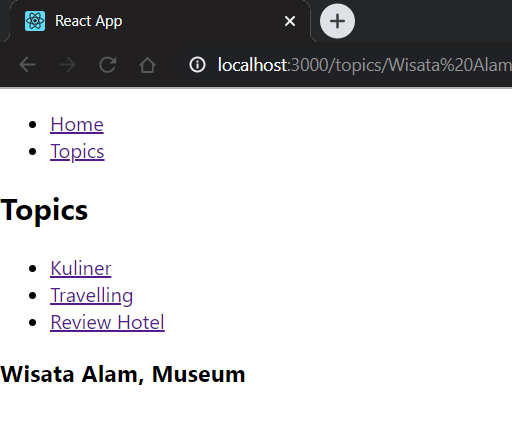 React App
localhost:3000/topics/Wisata%20Alam
Home
Topics
Topics
Kuliner
Travelling
Review Hotel
Wisata Alam, Museum